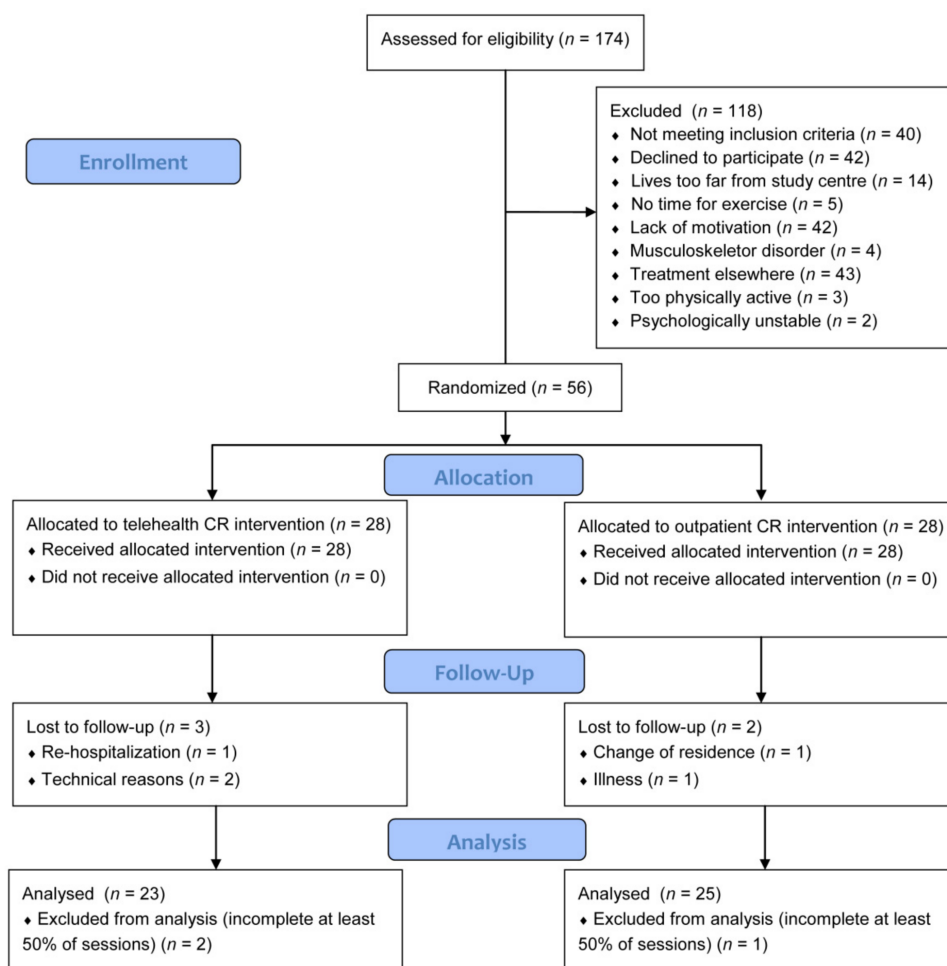 Assessed for eligibility (n = 174)
Enrollment
Excluded (n = 118)
♦ Not meeting inclusion criteria (n = 40)
♦ Declined to participate (n = 42)
♦ Lives too far from study centre (n = 14)
♦ No time for exercise (n = 5)
♦ Lack of motivation (n = 42)
♦ Musculoskeletor disorder (n = 4)
♦ Treatment elsewhere (n = 43)
♦ Too physically active (n = 3)
♦ Psychologically unstable (n = 2)
Randomized (n = 56)
Allocation
Allocated to telehealth CR intervention (n = 28)
♦ Received allocated intervention (n = 28)
♦ Did not receive allocated intervention (n = 0)
Allocated to outpatient CR intervention (n = 28)
♦ Received allocated intervention (n = 28)
♦ Did not receive allocated intervention (n = 0)
Follow-Up
Lost to follow-up (n = 3)
♦ Re-hospitalization (n = 1)
♦ Technical reasons (n = 2)
Lost to follow-up (n = 2)
♦ Change of residence (n = 1)
♦ Illness (n = 1)
Analysis
Analysed (n = 23)
♦ Excluded from analysis (incomplete at least
50% of sessions) (n = 2)
Analysed (n = 25)
♦ Excluded from analysis (incomplete at least
50% of sessions) (n = 1)